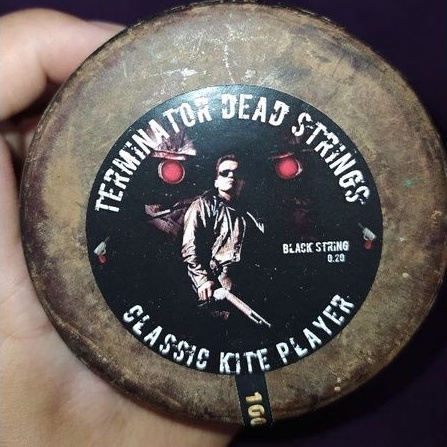 TERMINATOR DEAD STRINGS
BLACK STRING
0.20
CLASSIC KITE PLAYER